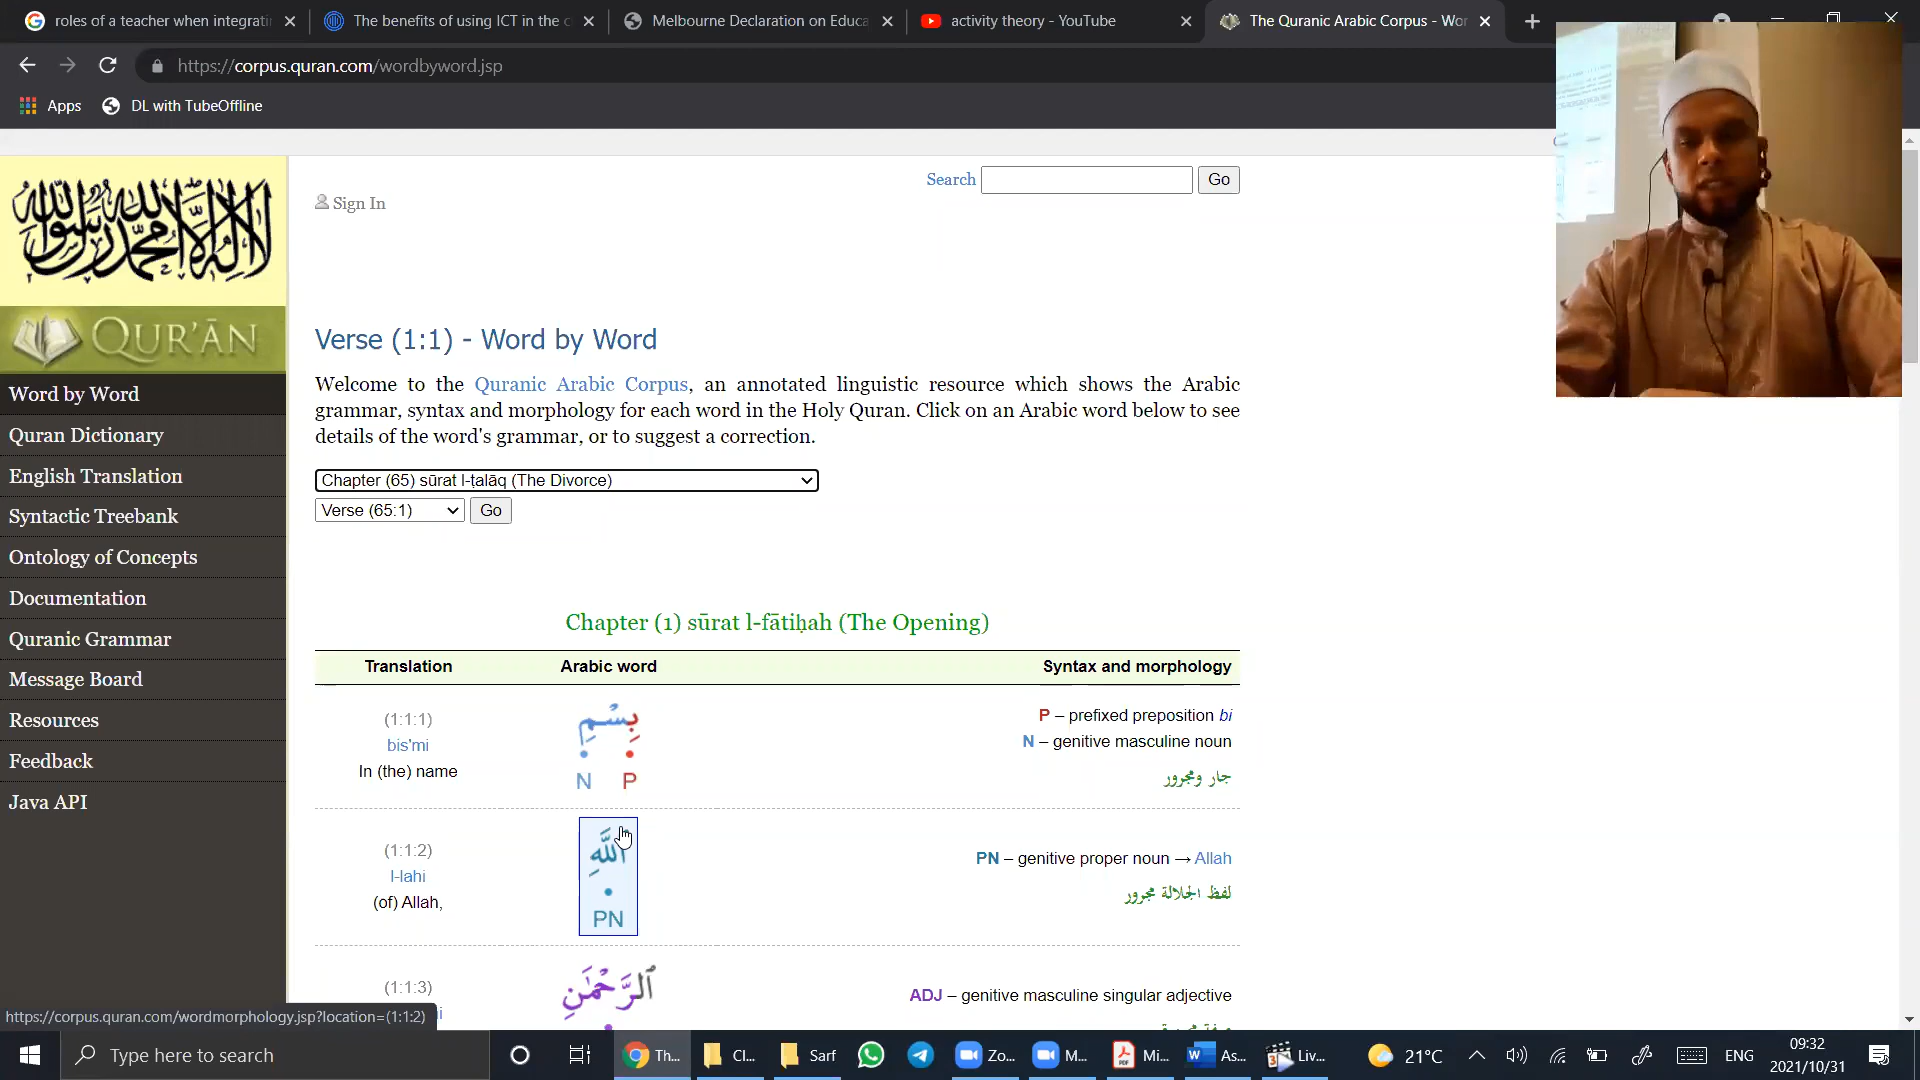 roles of a teacher when integrati
The benefits of using ICT in the c
Melbourne Declaration on Educa
activity theory - YouTube
The Quranic Arabic Corpus - Wor
https://corpus.quran.com/wordbyword.jsp
Apps
DL with TubeOffline
لا اله الا الله محمد رسول الله
QUR'ĀN
Word by Word
Quran Dictionary
English Translation
Syntactic Treebank
Ontology of Concepts
Documentation
Quranic Grammar
Message Board
Resources
Feedback
Java API
Sign In
Search
Go
Verse (1:1) - Word by Word
Welcome to the Quranic Arabic Corpus, an annotated linguistic resource which shows the Arabic
grammar, syntax and morphology for each word in the Holy Quran. Click on an Arabic word below to see
details of the word's grammar, or to suggest a correction.
Chapter (65) sūrat l-ṭalāq (The Divorce)
Verse (65:1)
Go
Chapter (1) sūrat l-fātiḥah (The Opening)
Translation Arabic word Syntax and morphology
(1:1:1)
bis'mi
In (the) name
بِسْمِ
N P
P – prefixed preposition bi
N – genitive masculine noun
جار ومجرور
(1:1:2)
l-lahi
(of) Allah,
اللَّهِ
PN
PN – genitive proper noun → Allah
لفظ الجلالة مجرور
(1:1:3)
ٱلرَّحْمَٰنِ
ADJ – genitive masculine singular adjective
https://corpus.quran.com/wordmorphology.jsp?location=(1:1:2)
Type here to search
Th...
Cl...
Sarf
Zo...
M...
Mi...
As...
Liv...
21°C
ENG
09:32
2021/10/31